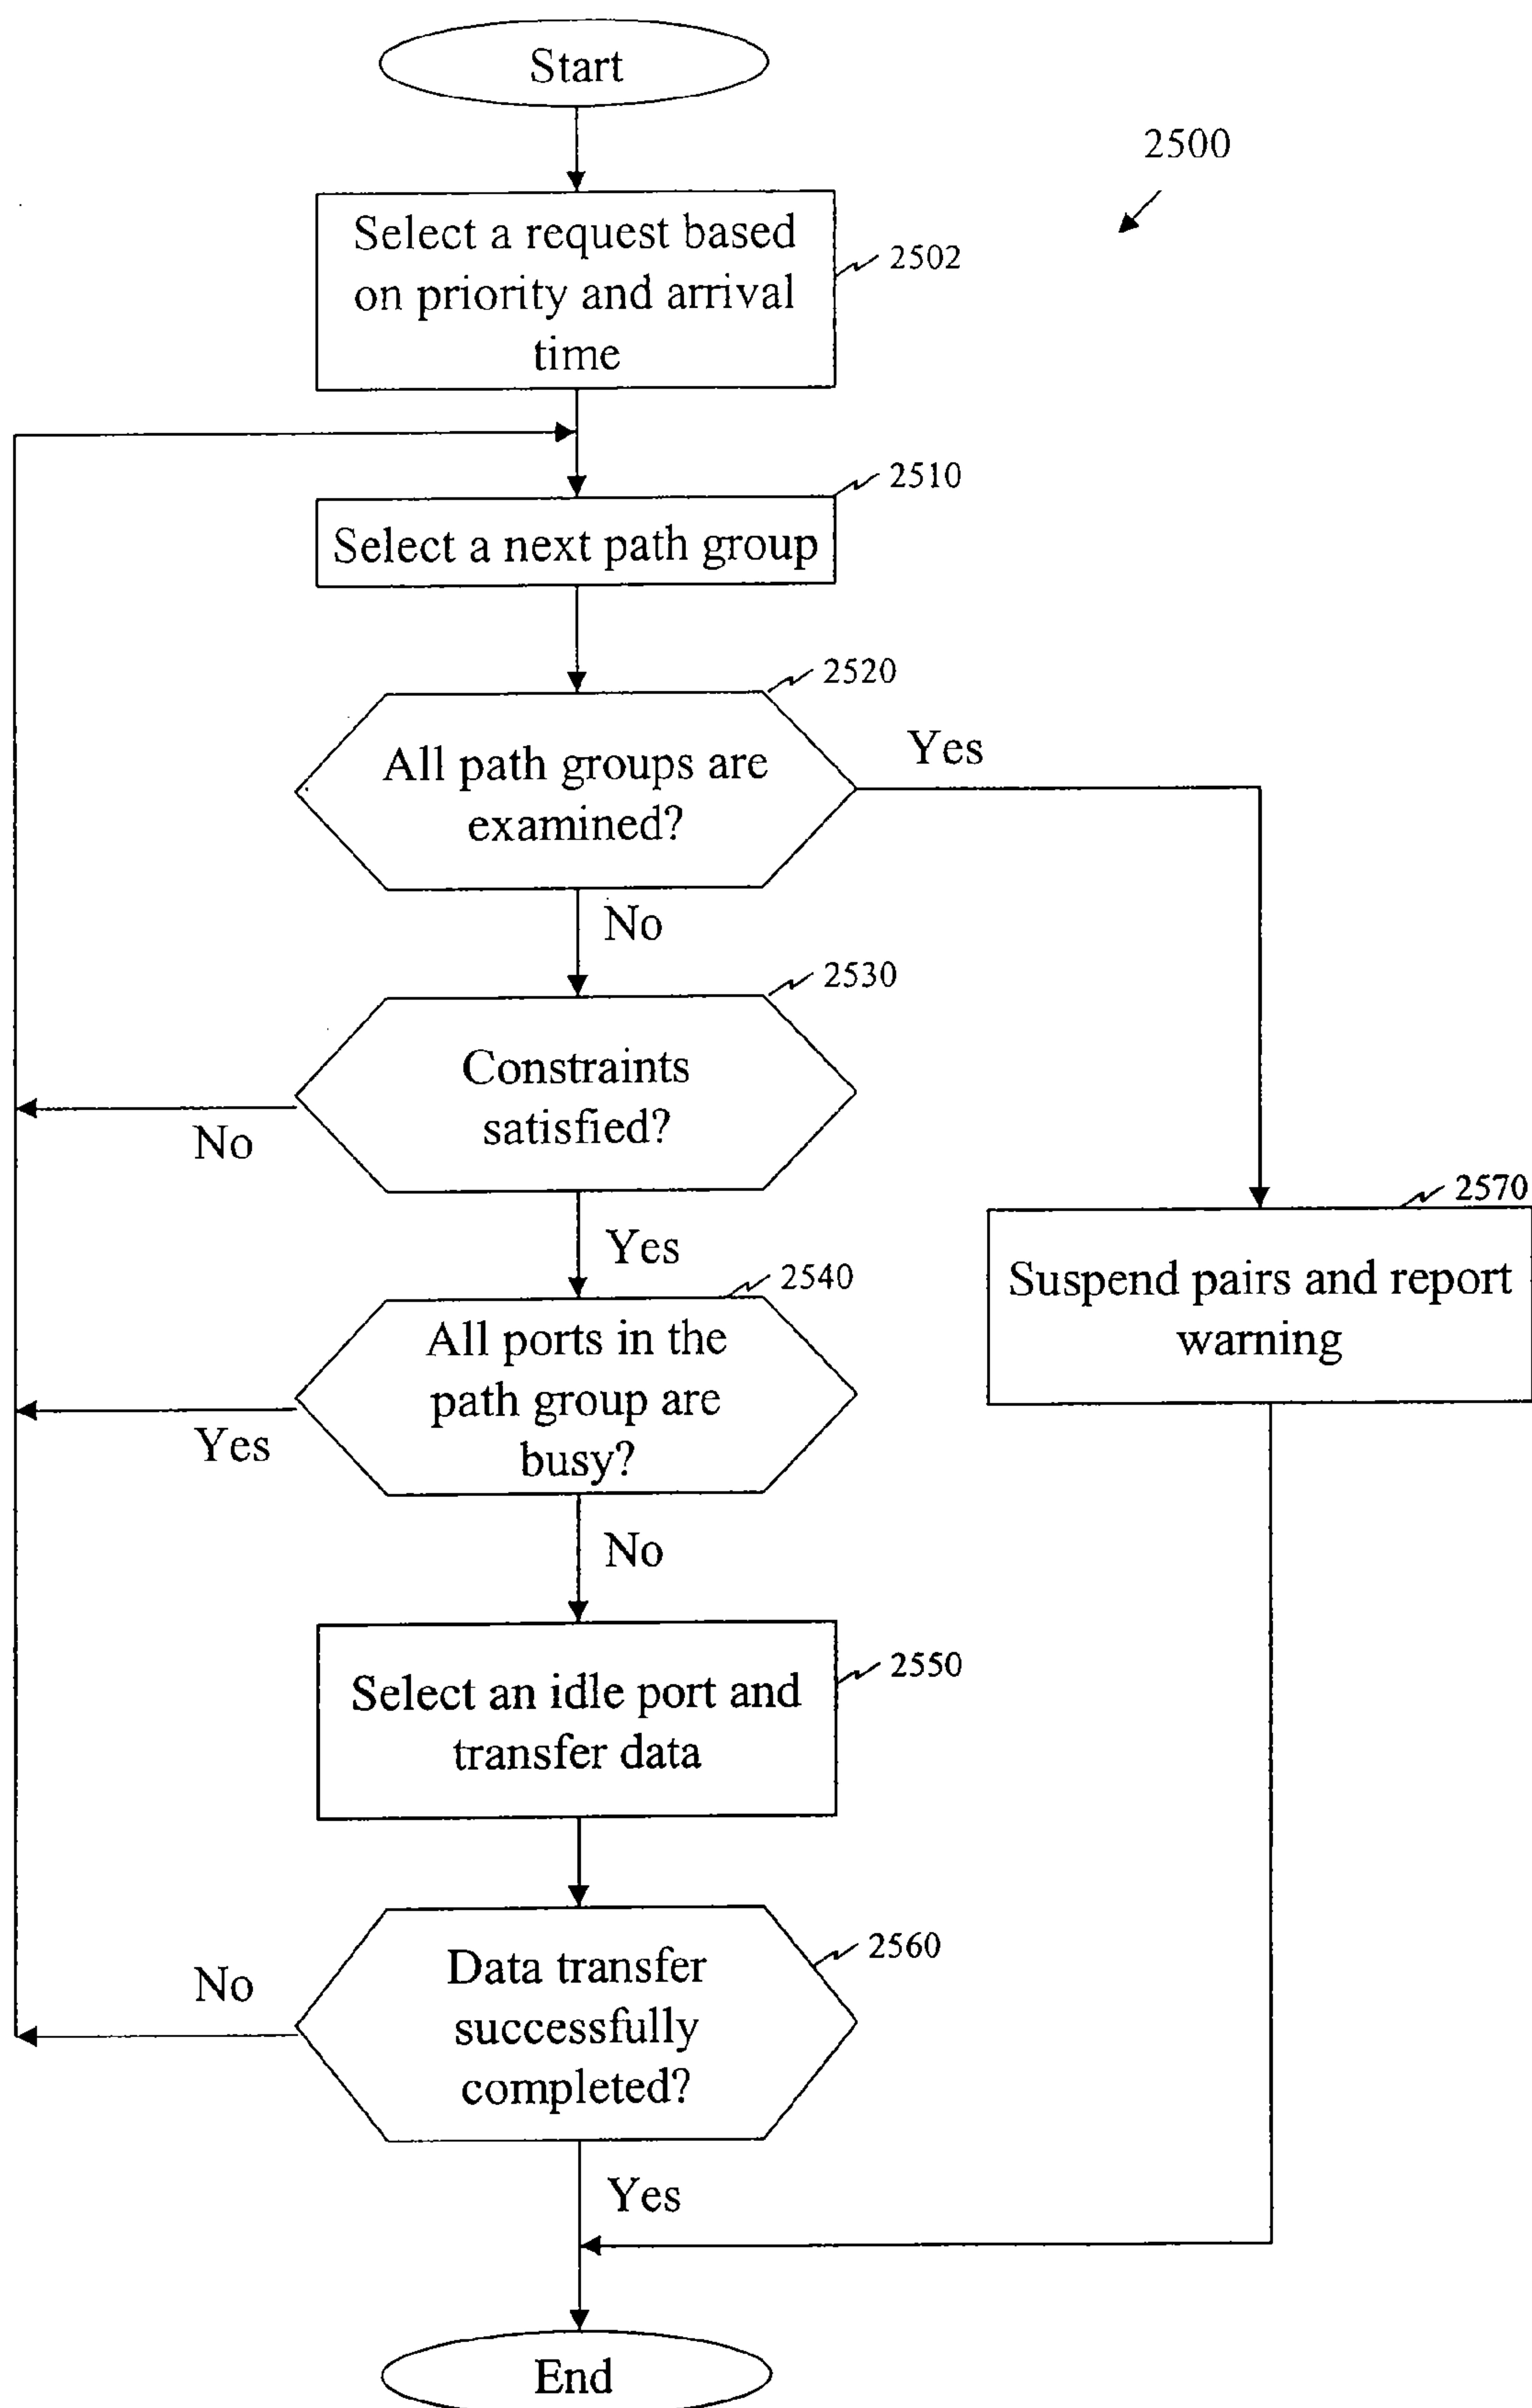 Start
2500
Select a request based
on priority and arrival
time
2502
2510
Select a next path group
2520
All path groups are
examined?
Yes
No
2530
Constraints
satisfied?
No
Yes
2540
All ports in the
path group are
busy?
Yes
No
2570
Suspend pairs and report
warning
2550
Select an idle port and
transfer data
2560
Data transfer
successfully
completed?
No
Yes
End